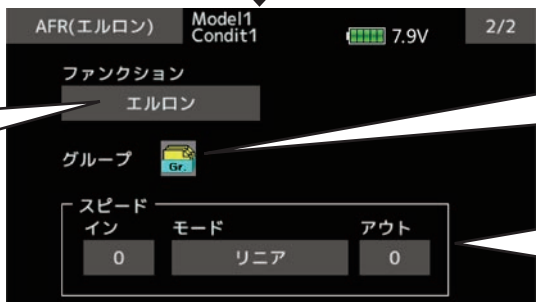 AFR(エルロン)
Model1
Condit1
7.9V
2/2
ファンクション
エルロン
グループ
Gr.
スピード
イン モード アウト
0 リニア 0